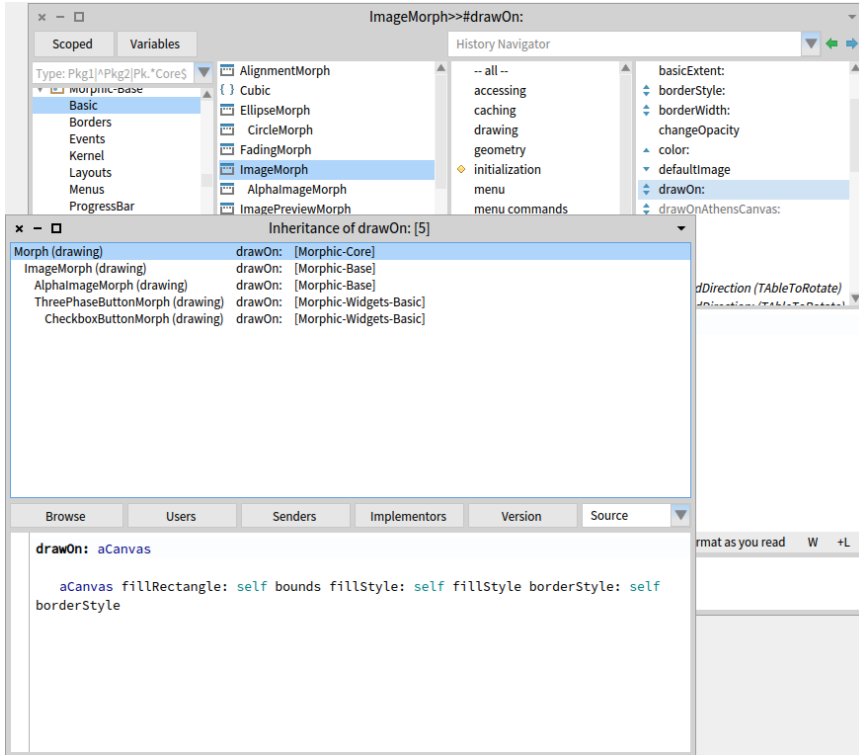 ImageMorph>>#drawOn:
Scoped Variables History Navigator
Type: Pkg1|^Pkg2|Pk.*Core$
Morphic-Base
Basic
Borders
Events
Kernel
Layouts
Menus
ProgressBar
AlignmentMorph
{ } Cubic
EllipseMorph
CircleMorph
FadingMorph
ImageMorph
AlphaImageMorph
ImagePreviewMorph
-- all --
accessing
caching
drawing
geometry
initialization
menu
menu commands
basicExtent:
borderStyle:
borderWidth:
changeOpacity
color:
defaultImage
drawOn:
drawOnAthensCanvas:
dDirection (TAbleToRotate)
dDirection: (TAbleToRotate)
rmat as you read W +L
Inheritance of drawOn: [5]
Morph (drawing) drawOn: [Morphic-Core]
ImageMorph (drawing) drawOn: [Morphic-Base]
AlphaImageMorph (drawing) drawOn: [Morphic-Base]
ThreePhaseButtonMorph (drawing) drawOn: [Morphic-Widgets-Basic]
CheckboxButtonMorph (drawing) drawOn: [Morphic-Widgets-Basic]
Browse Users Senders Implementors Version Source
drawOn: aCanvas
aCanvas fillRectangle: self bounds fillStyle: self fillStyle borderStyle: self
borderStyle